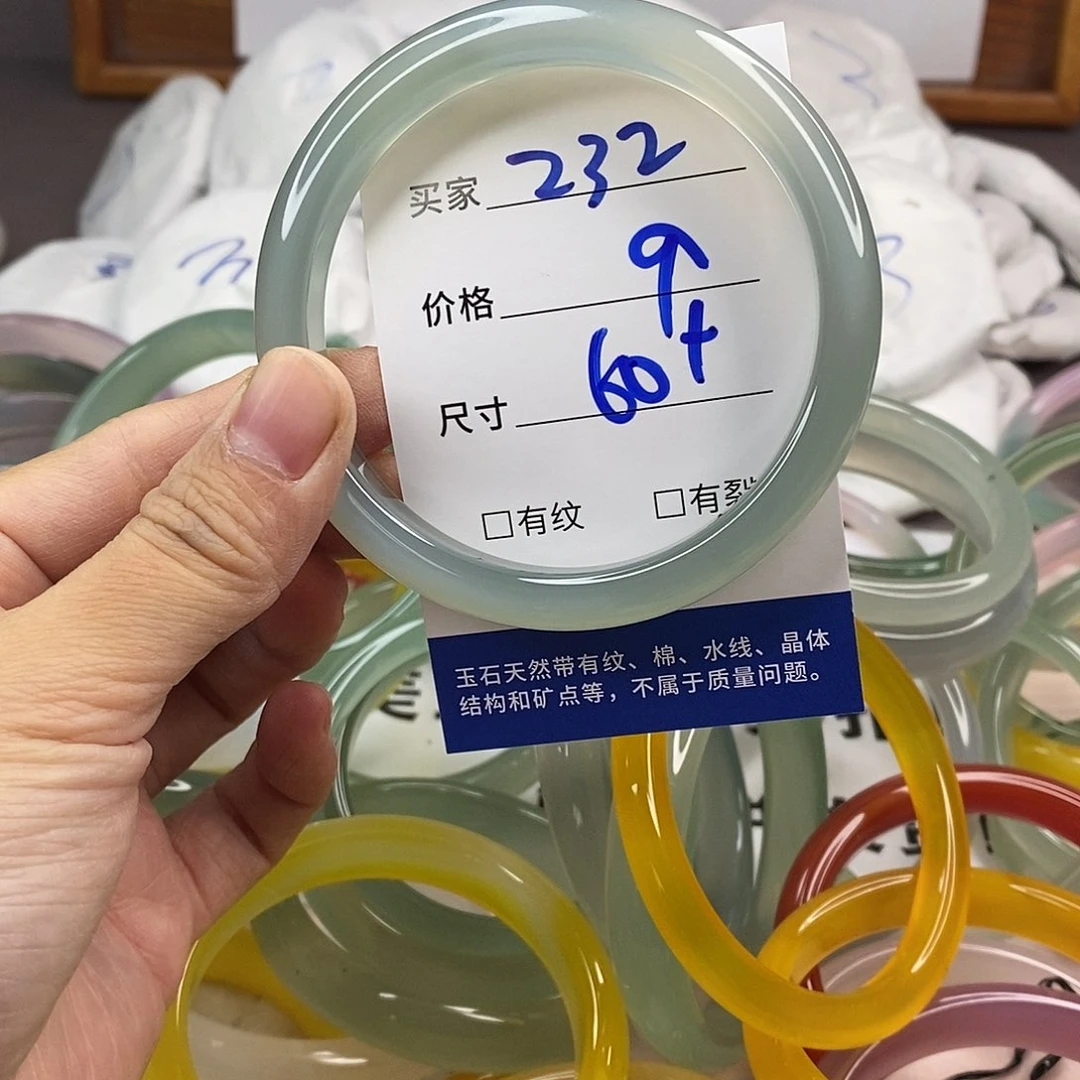 买家 232
价格 9
尺寸 60+
□有纹 □有裂
玉石天然带有纹、棉、水线、晶体
结构和矿点等，不属于质量问题。